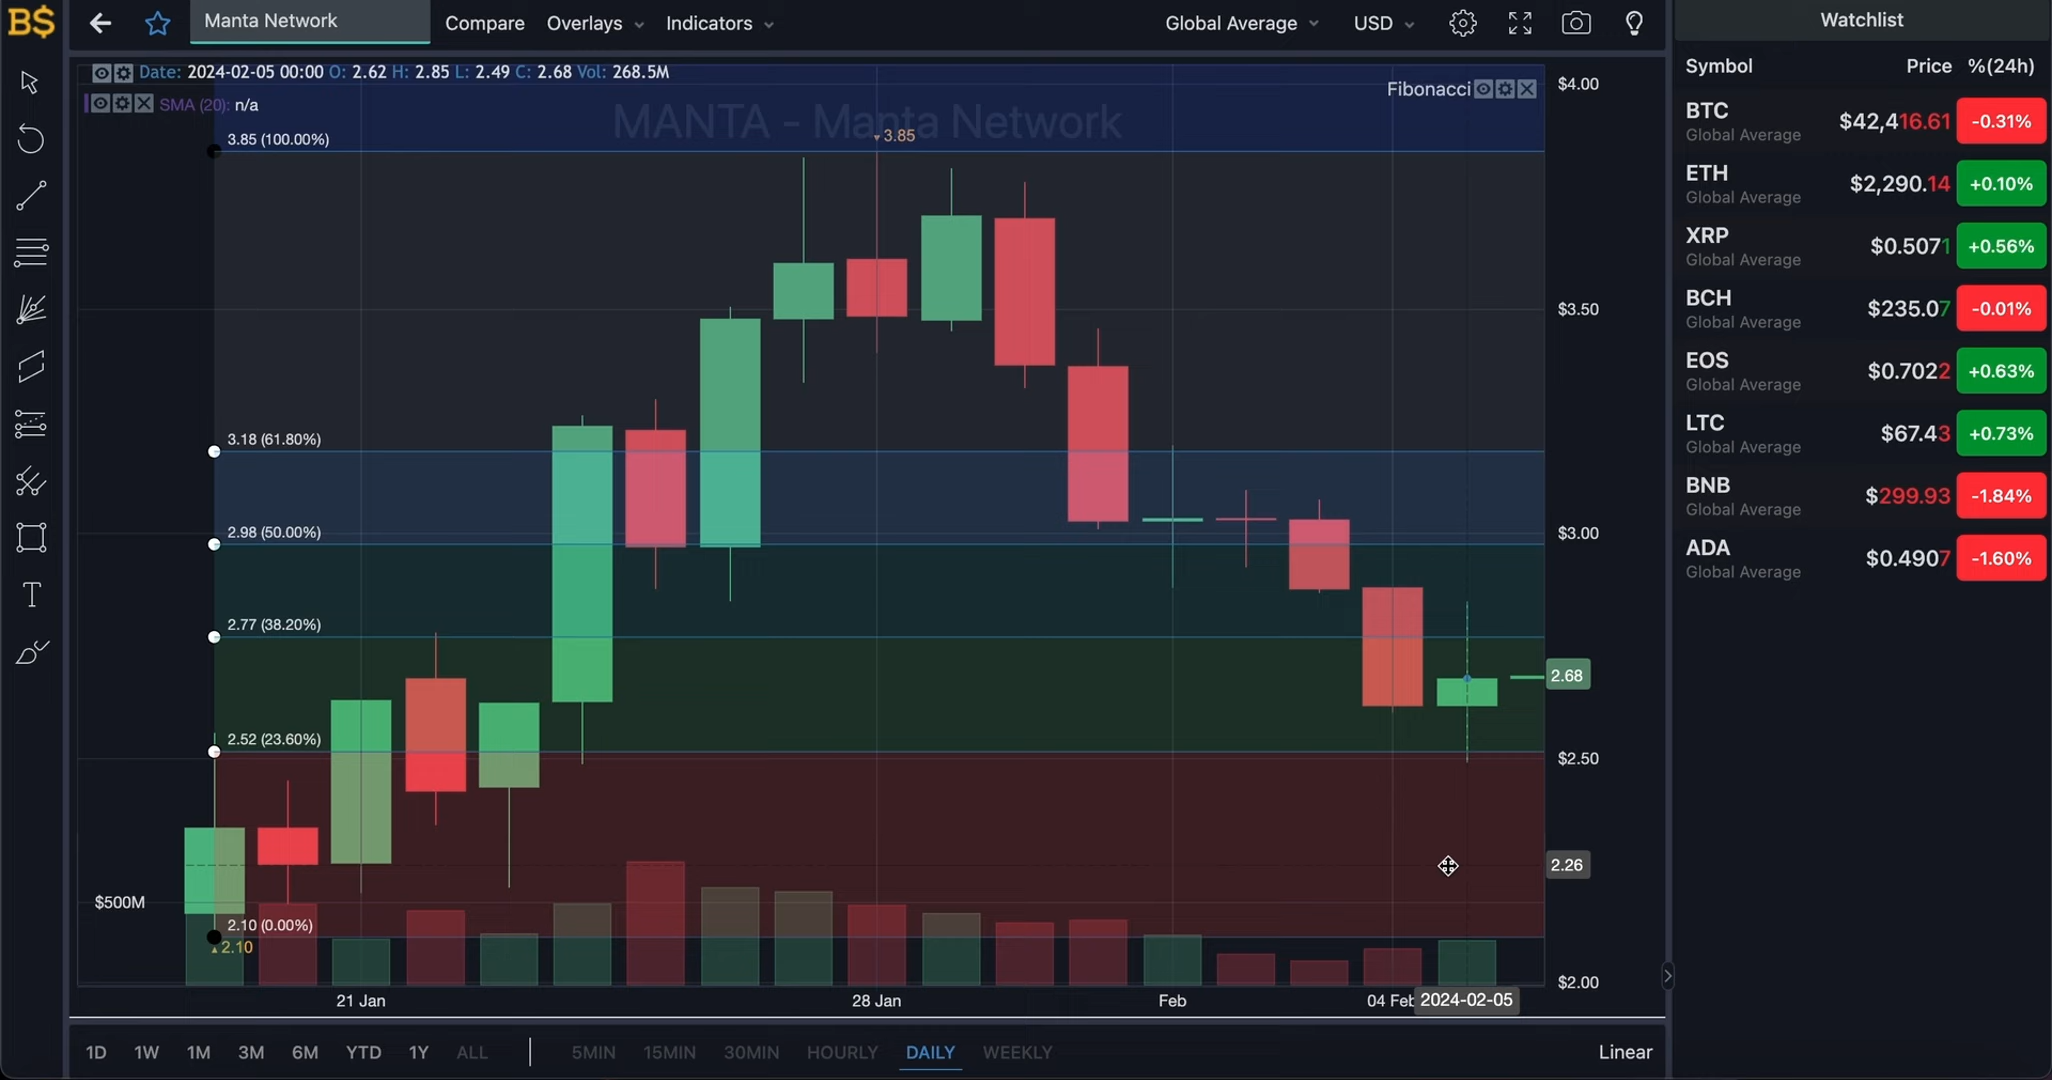 B$
Manta Network
Compare
Overlays
Indicators
Global Average
USD
Date: 2024-02-05 00:00 O: 2.62 H: 2.85 L: 2.49 C: 2.68 Vol: 268.5M
SMA (20): n/a
Fibonacci
MANTA - Manta Network
3.85 (100.00%)
3.85
3.18 (61.80%)
2.98 (50.00%)
2.77 (38.20%)
2.52 (23.60%)
2.10 (0.00%)
2.10
$500M
$4.00
$3.50
$3.00
2.68
$2.50
2.26
$2.00
21 Jan
28 Jan
Feb
04 Feb
2024-02-05
1D 1W 1M 3M 6M YTD 1Y ALL
5MIN 15MIN 30MIN HOURLY DAILY WEEKLY
Linear
Watchlist
Symbol Price %(24h)
BTC $42,416.61 -0.31%
Global Average
ETH $2,290.14 +0.10%
Global Average
XRP $0.5071 +0.56%
Global Average
BCH $235.07 -0.01%
Global Average
EOS $0.7022 +0.63%
Global Average
LTC $67.43 +0.73%
Global Average
BNB $299.93 -1.84%
Global Average
ADA $0.4907 -1.60%
Global Average
T